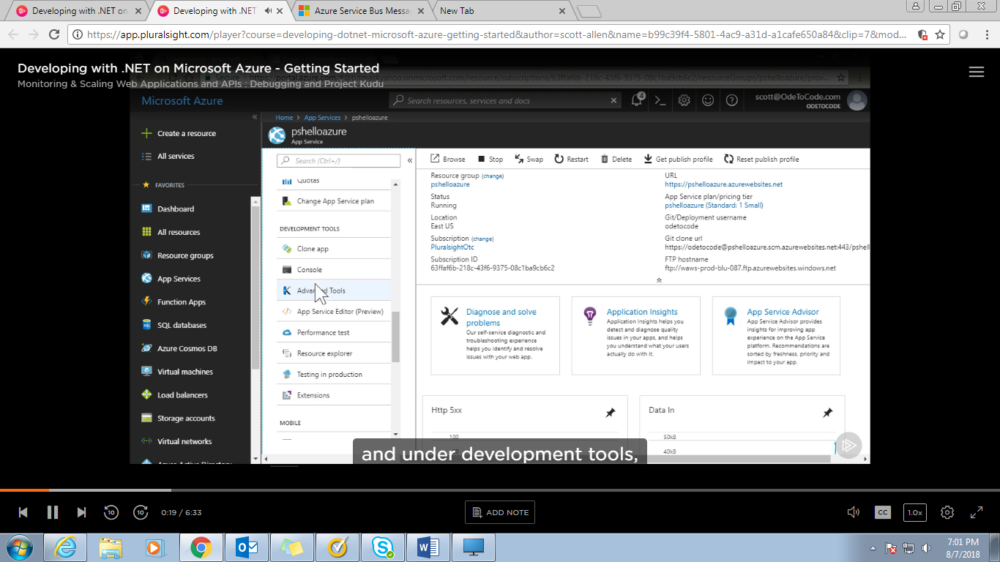 Developing with .NET on
Developing with .NET
Azure Service Bus Messa
New Tab
https://app.pluralsight.com/player?course=developing-dotnet-microsoft-azure-getting-started&author=scott-allen&name=b99c39f4-5801-4ac9-a31d-a1cafe650a84&clip=7&mod...
Developing with .NET on Microsoft Azure - Getting Started
Monitoring & Scaling Web Applications and APIs : Debugging and Project Kudu
Microsoft Azure
Search resources, services and docs
4
scott@OdeToCode.com
ODETOCODE
Home > App Services > pshelloazure
pshelloazure
App Service
Create a resource
All services
FAVORITES
Dashboard
All resources
Resource groups
App Services
Function Apps
SQL databases
Azure Cosmos DB
Virtual machines
Load balancers
Storage accounts
Virtual networks
Azure Active Directory
Search (Ctrl+/)
Quotas
Change App Service plan
DEVELOPMENT TOOLS
Clone app
Console
Advanced Tools
App Service Editor (Preview)
Performance test
Resource explorer
Testing in production
Extensions
MOBILE
Browse
Stop
Swap
Restart
Delete
Get publish profile
Reset publish profile
Resource group (change)
pshelloazure
Status
Running
Location
East US
Subscription (change)
PluralsightOtc
Subscription ID
63ffaf6b-218c-43f6-9375-08c1ba9cb6c2
URL
https://pshelloazure.azurewebsites.net
App Service plan/pricing tier
pshelloazure (Standard: 1 Small)
Git/Deployment username
odetocode
Git clone url
https://odetocode@pshelloazure.scm.azurewebsites.net:443/pshell
FTP hostname
ftp://waws-prod-blu-087.ftp.azurewebsites.windows.net
Diagnose and solve
problems
Our self-service diagnostic and
troubleshooting experience
helps you identify and resolve
issues with your web app.
Application Insights
Application Insights helps you
detect and diagnose quality
issues in your apps, and helps
you understand what your users
actually do with it.
App Service Advisor
App Service Advisor provides
insights for improving app
experience on the App Service
platform. Recommendations are
sorted by freshness, priority and
impact to your app.
Http 5xx
100
Data In
50kB
40kB
and under development tools,
10
10
0:19 / 6:33
ADD NOTE
CC
1.0x
7:01 PM
8/7/2018